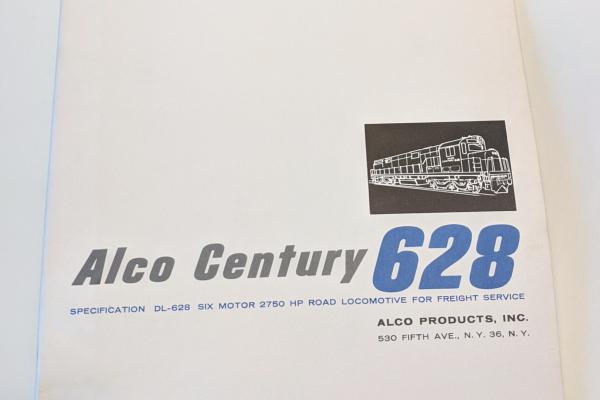 Alco Century 628
SPECIFICATION DL-628 SIX MOTOR 2750 HP ROAD LOCOMOTIVE FOR FREIGHT SERVICE
ALCO PRODUCTS, INC.
530 FIFTH AVE., N.Y. 36, N.Y.